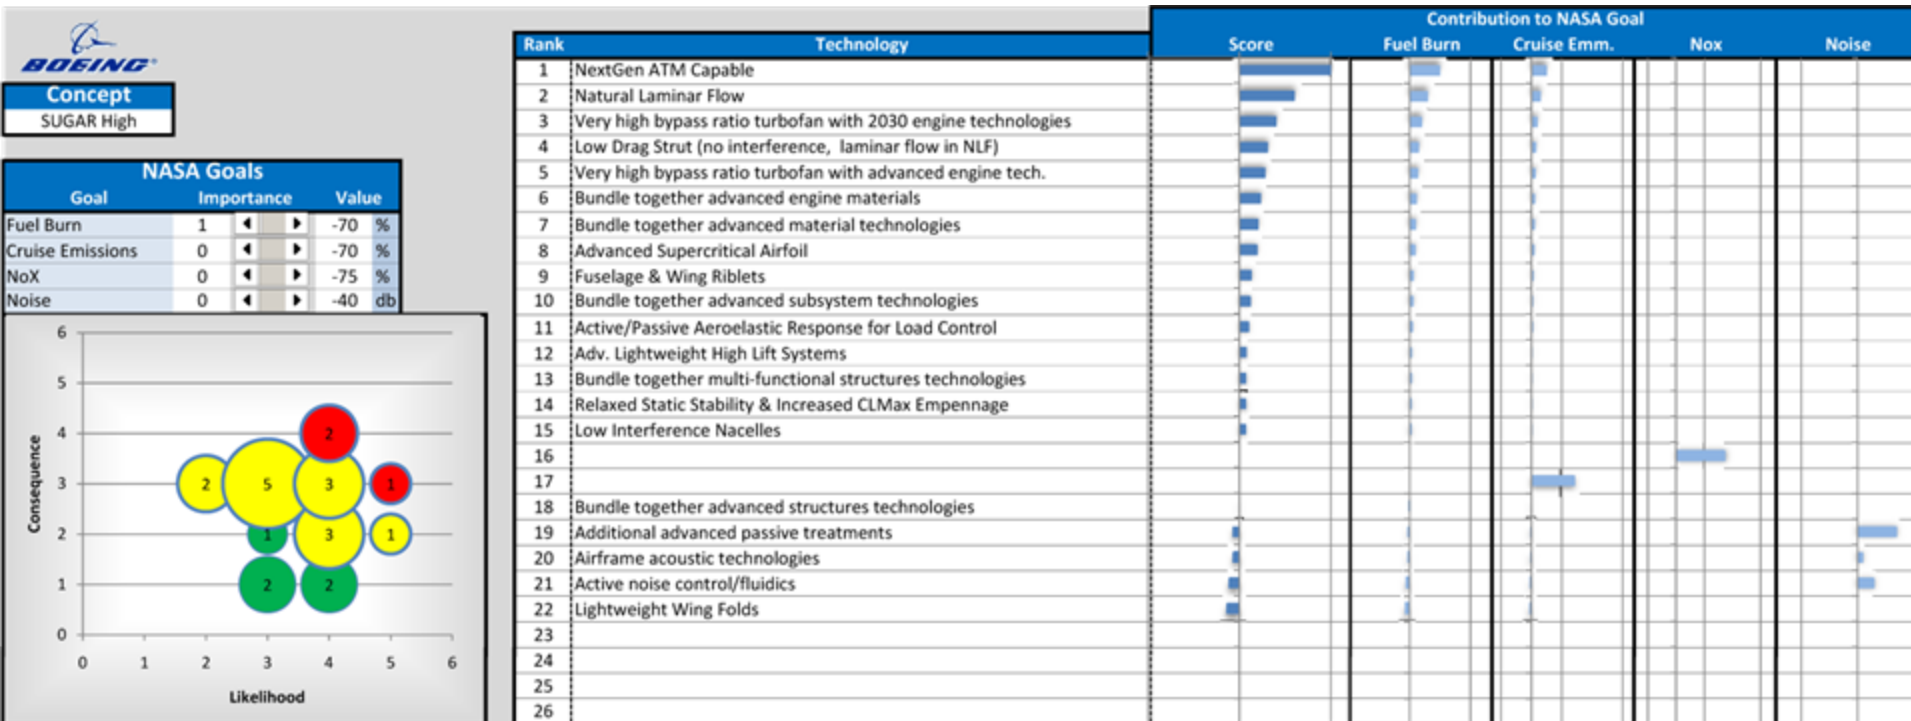 BOEING
Concept
SUGAR High
NASA Goals
Goal Importance Value
Fuel Burn 1 -70 %
Cruise Emissions 0 -70 %
NoX 0 -75 %
Noise 0 -40 db
6
5
4
3
2
1
0
2
2 5 3 1
1 3 1
2 2
0 1 2 3 4 5 6
Consequence
Likelihood
Contribution to NASA Goal
Rank Technology Score Fuel Burn Cruise Emm. Nox Noise
1 NextGen ATM Capable
2 Natural Laminar Flow
3 Very high bypass ratio turbofan with 2030 engine technologies
4 Low Drag Strut (no interference, laminar flow in NLF)
5 Very high bypass ratio turbofan with advanced engine tech.
6 Bundle together advanced engine materials
7 Bundle together advanced material technologies
8 Advanced Supercritical Airfoil
9 Fuselage & Wing Riblets
10 Bundle together advanced subsystem technologies
11 Active/Passive Aeroelastic Response for Load Control
12 Adv. Lightweight High Lift Systems
13 Bundle together multi-functional structures technologies
14 Relaxed Static Stability & Increased CLMax Empennage
15 Low Interference Nacelles
16
17
18 Bundle together advanced structures technologies
19 Additional advanced passive treatments
20 Airframe acoustic technologies
21 Active noise control/fluidics
22 Lightweight Wing Folds
23
24
25
26